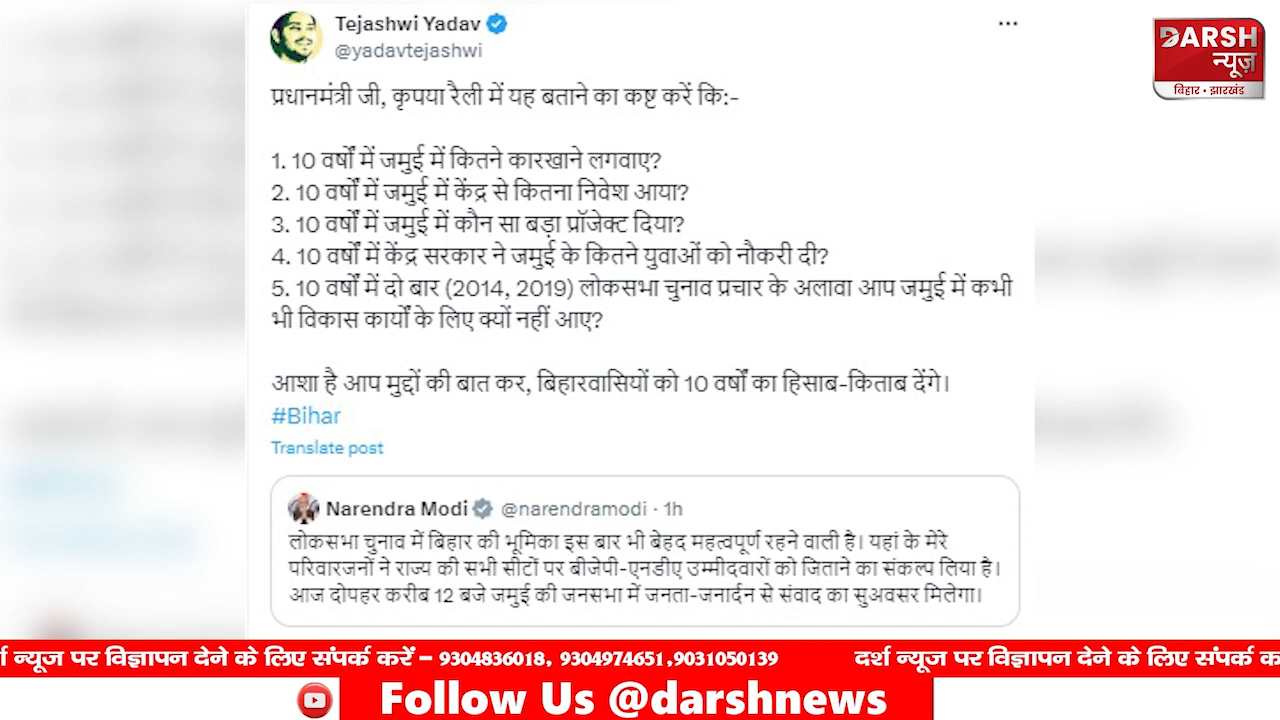 Tejashwi Yadav
@yadavtejashwi
DARSH
न्यूज़
बिहार • झारखंड
प्रधानमंत्री जी, कृपया रैली में यह बताने का कष्ट करें कि:-
1. 10 वर्षों में जमुई में कितने कारखाने लगवाए?
2. 10 वर्षों में जमुई में केंद्र से कितना निवेश आया?
3. 10 वर्षों में जमुई में कौन सा बड़ा प्रॉजेक्ट दिया?
4. 10 वर्षों में केंद्र सरकार ने जमुई के कितने युवाओं को नौकरी दी?
5. 10 वर्षों में दो बार (2014, 2019) लोकसभा चुनाव प्रचार के अलावा आप जमुई में कभी
भी विकास कार्यों के लिए क्यों नहीं आए?
आशा है आप मुद्दों की बात कर, बिहारवासियों को 10 वर्षों का हिसाब-किताब देंगे।
#Bihar
Translate post
Narendra Modi @narendramodi · 1h
लोकसभा चुनाव में बिहार की भूमिका इस बार भी बेहद महत्वपूर्ण रहने वाली है। यहां के मेरे
परिवारजनों ने राज्य की सभी सीटों पर बीजेपी-एनडीए उम्मीदवारों को जिताने का संकल्प लिया है।
आज दोपहर करीब 12 बजे जमुई की जनसभा में जनता-जनार्दन से संवाद का सुअवसर मिलेगा।
न्यूज पर विज्ञापन देने के लिए संपर्क करें – 9304836018, 9304974651,9031050139 दर्श न्यूज पर विज्ञापन देने के लिए संपर्क
Follow Us @darshnews